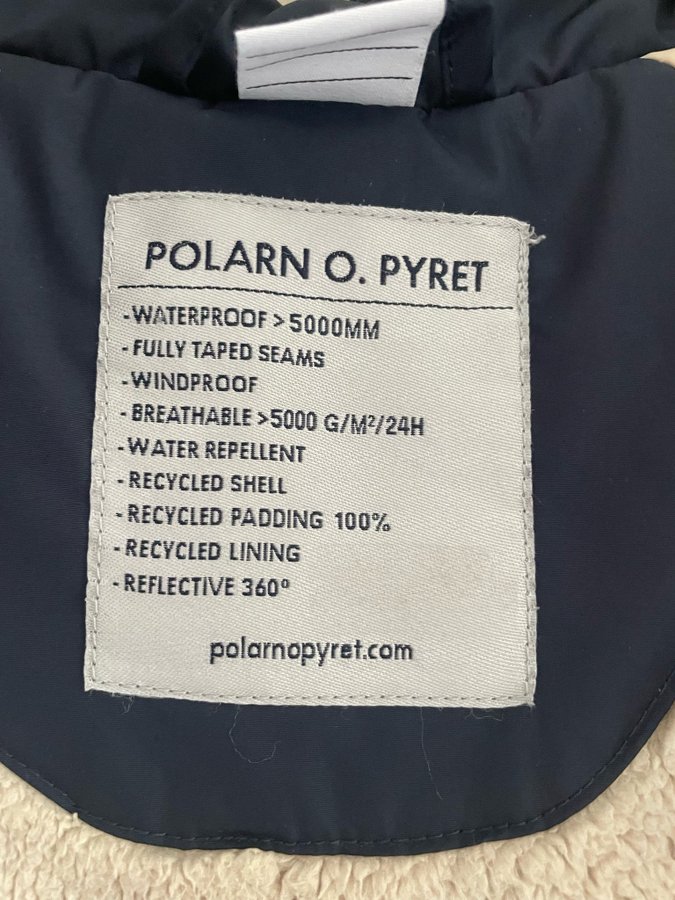 POLARN O. PYRET
-WATERPROOF > 5000MM
-FULLY TAPED SEAMS
-WINDPROOF
-BREATHABLE >5000 G/M²/24H
-WATER REPELLENT
-RECYCLED SHELL
-RECYCLED PADDING 100%
-RECYCLED LINING
-REFLECTIVE 360°
polarnopyret.com